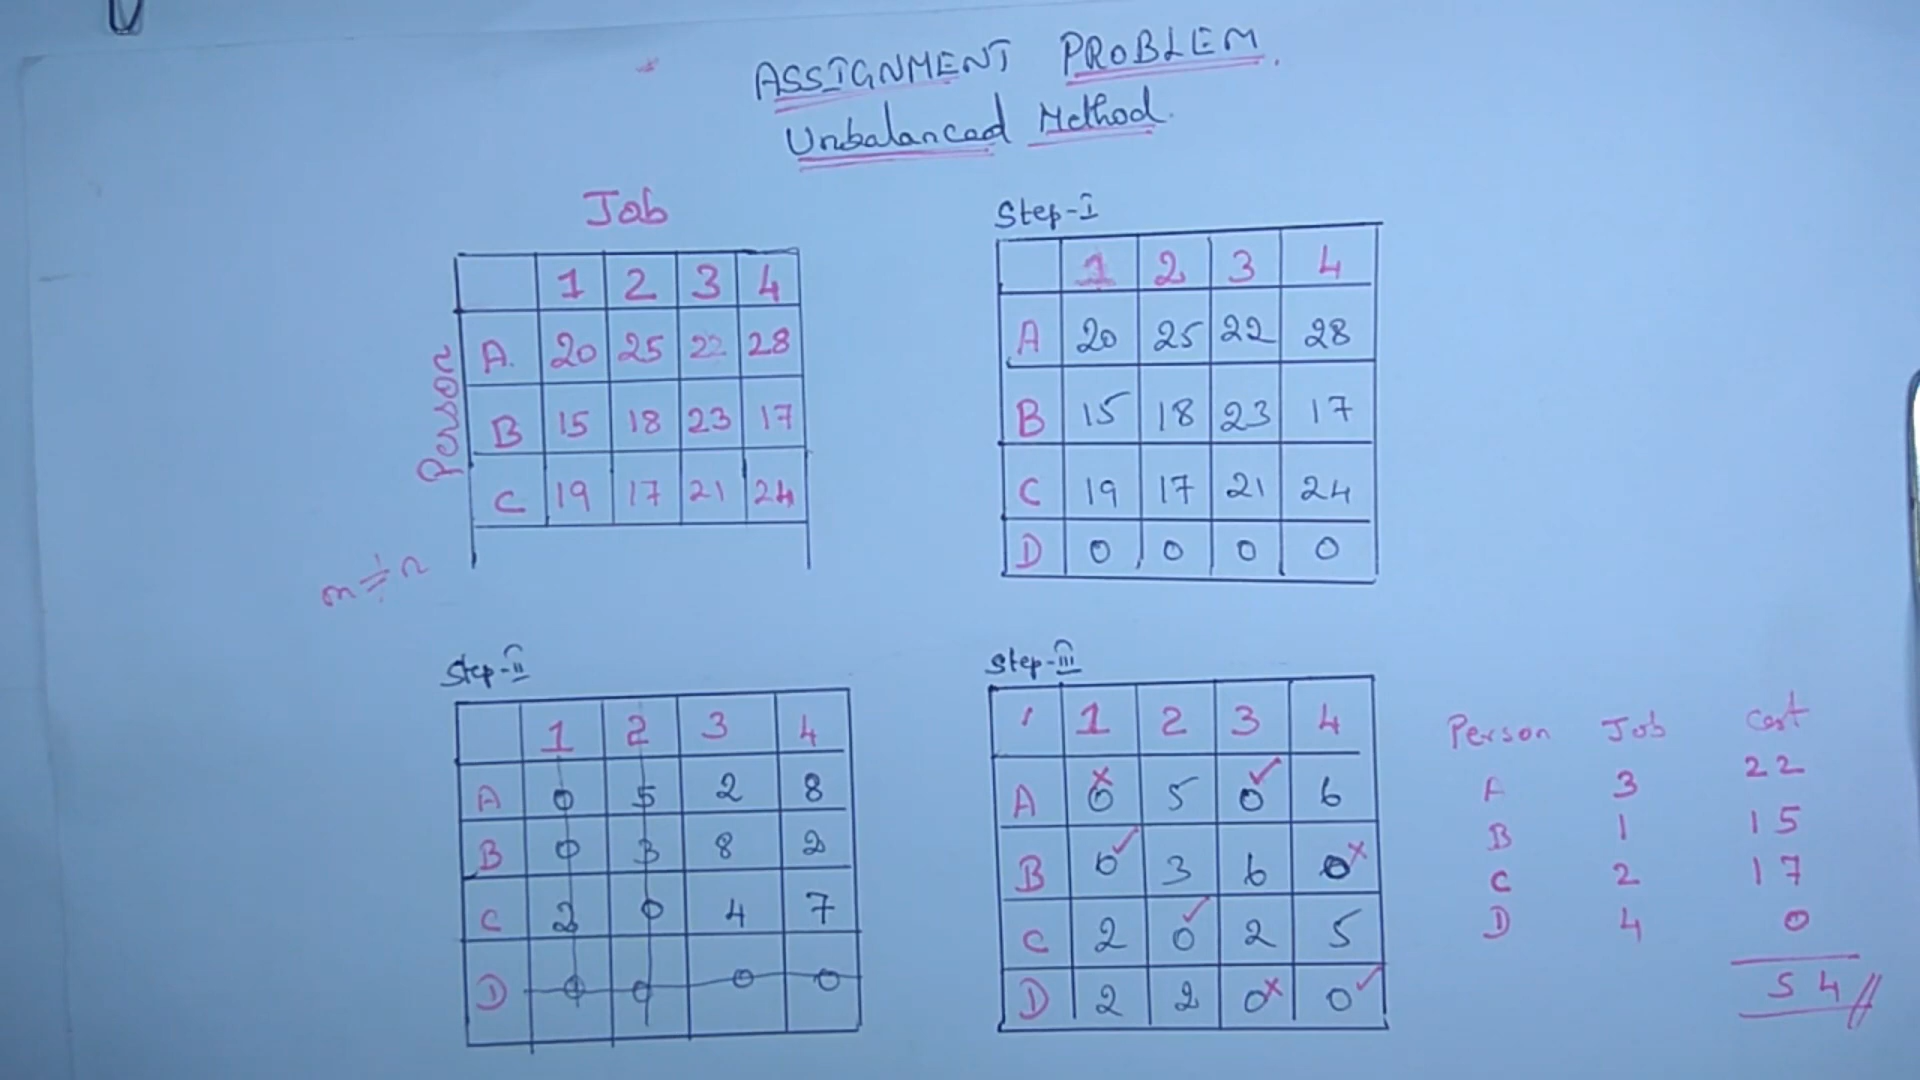 ASSIGNMENT PROBLEM.
Unbalanced Method.
Job
Person
1 2 3 4
A. 20 25 22 28
B 15 18 23 17
C 19 17 21 24
m ≠ n
Step-I
1 2 3 4
A 20 25 22 28
B 15 18 23 17
C 19 17 21 24
D 0 0 0 0
Step-II
1 2 3 4
A 0 5 2 8
B 0 3 8 2
C 2 0 4 7
D 0 0 0 0
Step-III
1 2 3 4
A 0 × 5 0 ✓ 6
B 0 ✓ 3 6 0 ×
C 2 0 ✓ 2 5
D 2 2 0 × 0 ✓
Person Job Cost
A 3 22
B 1 15
C 2 17
D 4 0
54 //